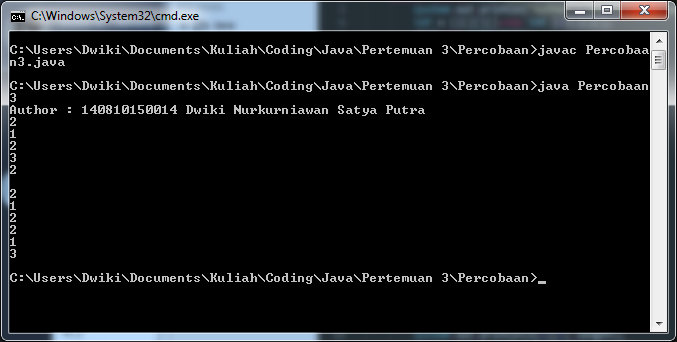 C:\Windows\System32\cmd.exe
C:\Users\Dwiki\Documents\Kuliah\Coding\Java\Pertemuan 3\Percobaan>javac Percobaa
n3.java
C:\Users\Dwiki\Documents\Kuliah\Coding\Java\Pertemuan 3\Percobaan>java Percobaan
3
Author : 140810150014 Dwiki Nurkurniawan Satya Putra
2
1
2
3
2
2
1
2
2
1
3
C:\Users\Dwiki\Documents\Kuliah\Coding\Java\Pertemuan 3\Percobaan>_